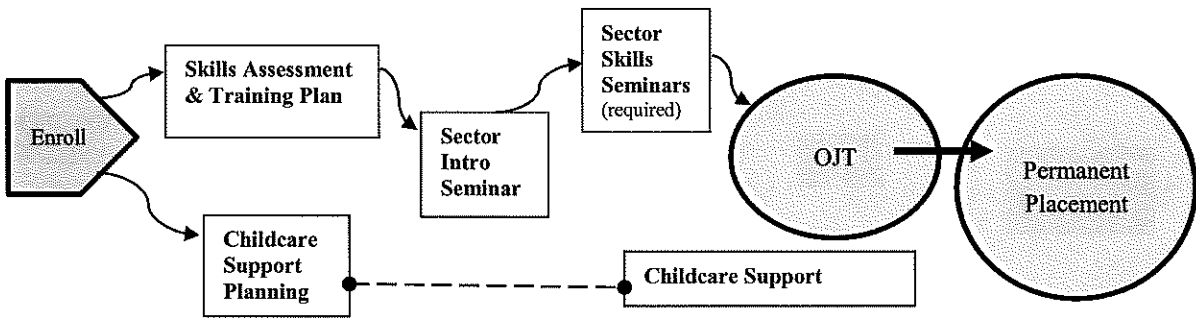 Enroll
Skills Assessment
& Training Plan
Sector
Intro
Seminar
Sector
Skills
Seminars
(required)
OJT
Permanent
Placement
Childcare
Support
Planning
Childcare Support